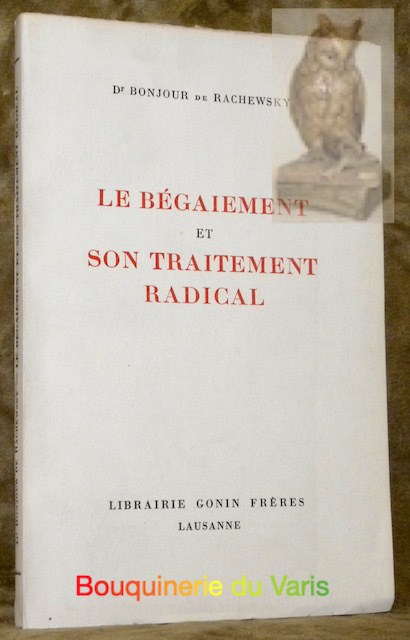 Dr BONJOUR DE RACHEWSKY
LE BÉGAIEMENT
ET
SON TRAITEMENT
RADICAL
LIBRAIRIE GONIN FRÈRES
LAUSANNE
Bouquinerie du Varis